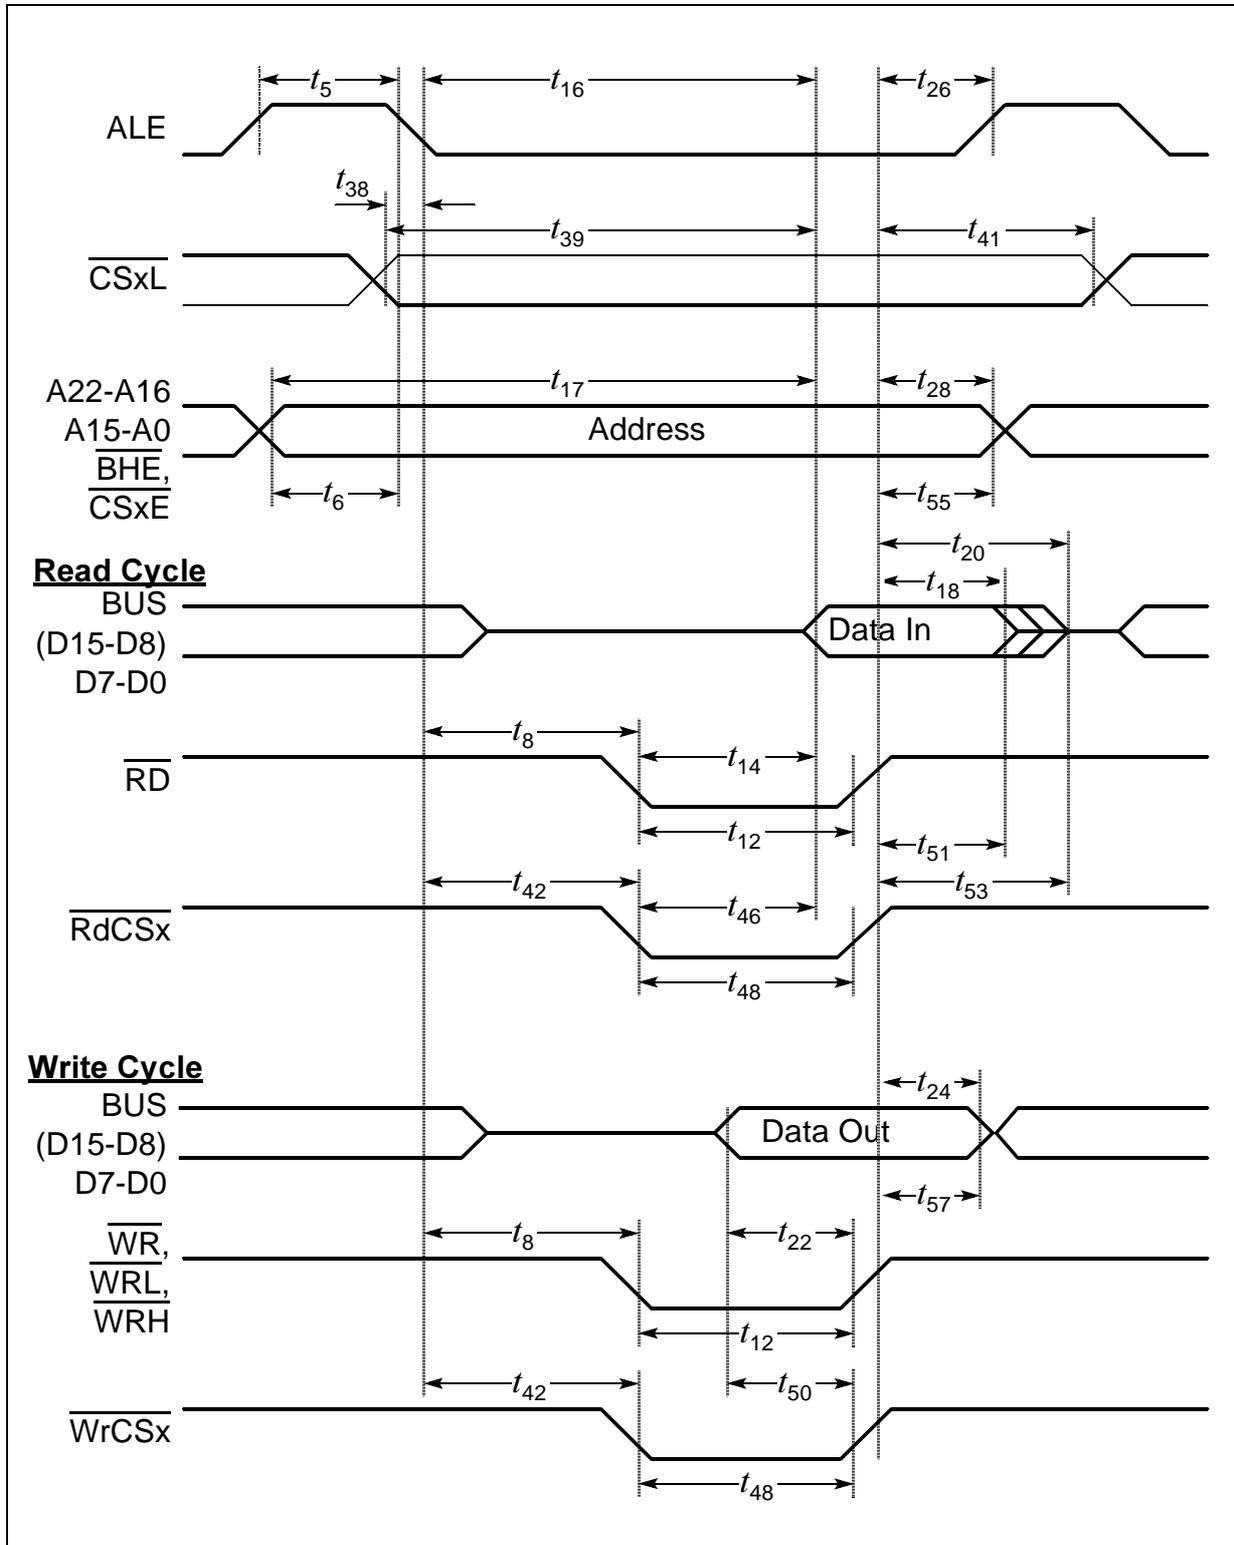 t5
t16
t26
ALE
t38
t39
t41
CSxL
A22-A16
t17
t28
A15-A0
Address
BHE,
CSxE
t6
t55
t20
Read Cycle
t18
BUS
(D15-D8)
Data In
D7-D0
t8
t14
RD
t12
t51
t42
t46
t53
RdCSx
t48
Write Cycle
t24
BUS
(D15-D8)
Data Out
D7-D0
t57
t8
t22
WR,
WRL,
WRH
t12
t42
t50
WrCSx
t48